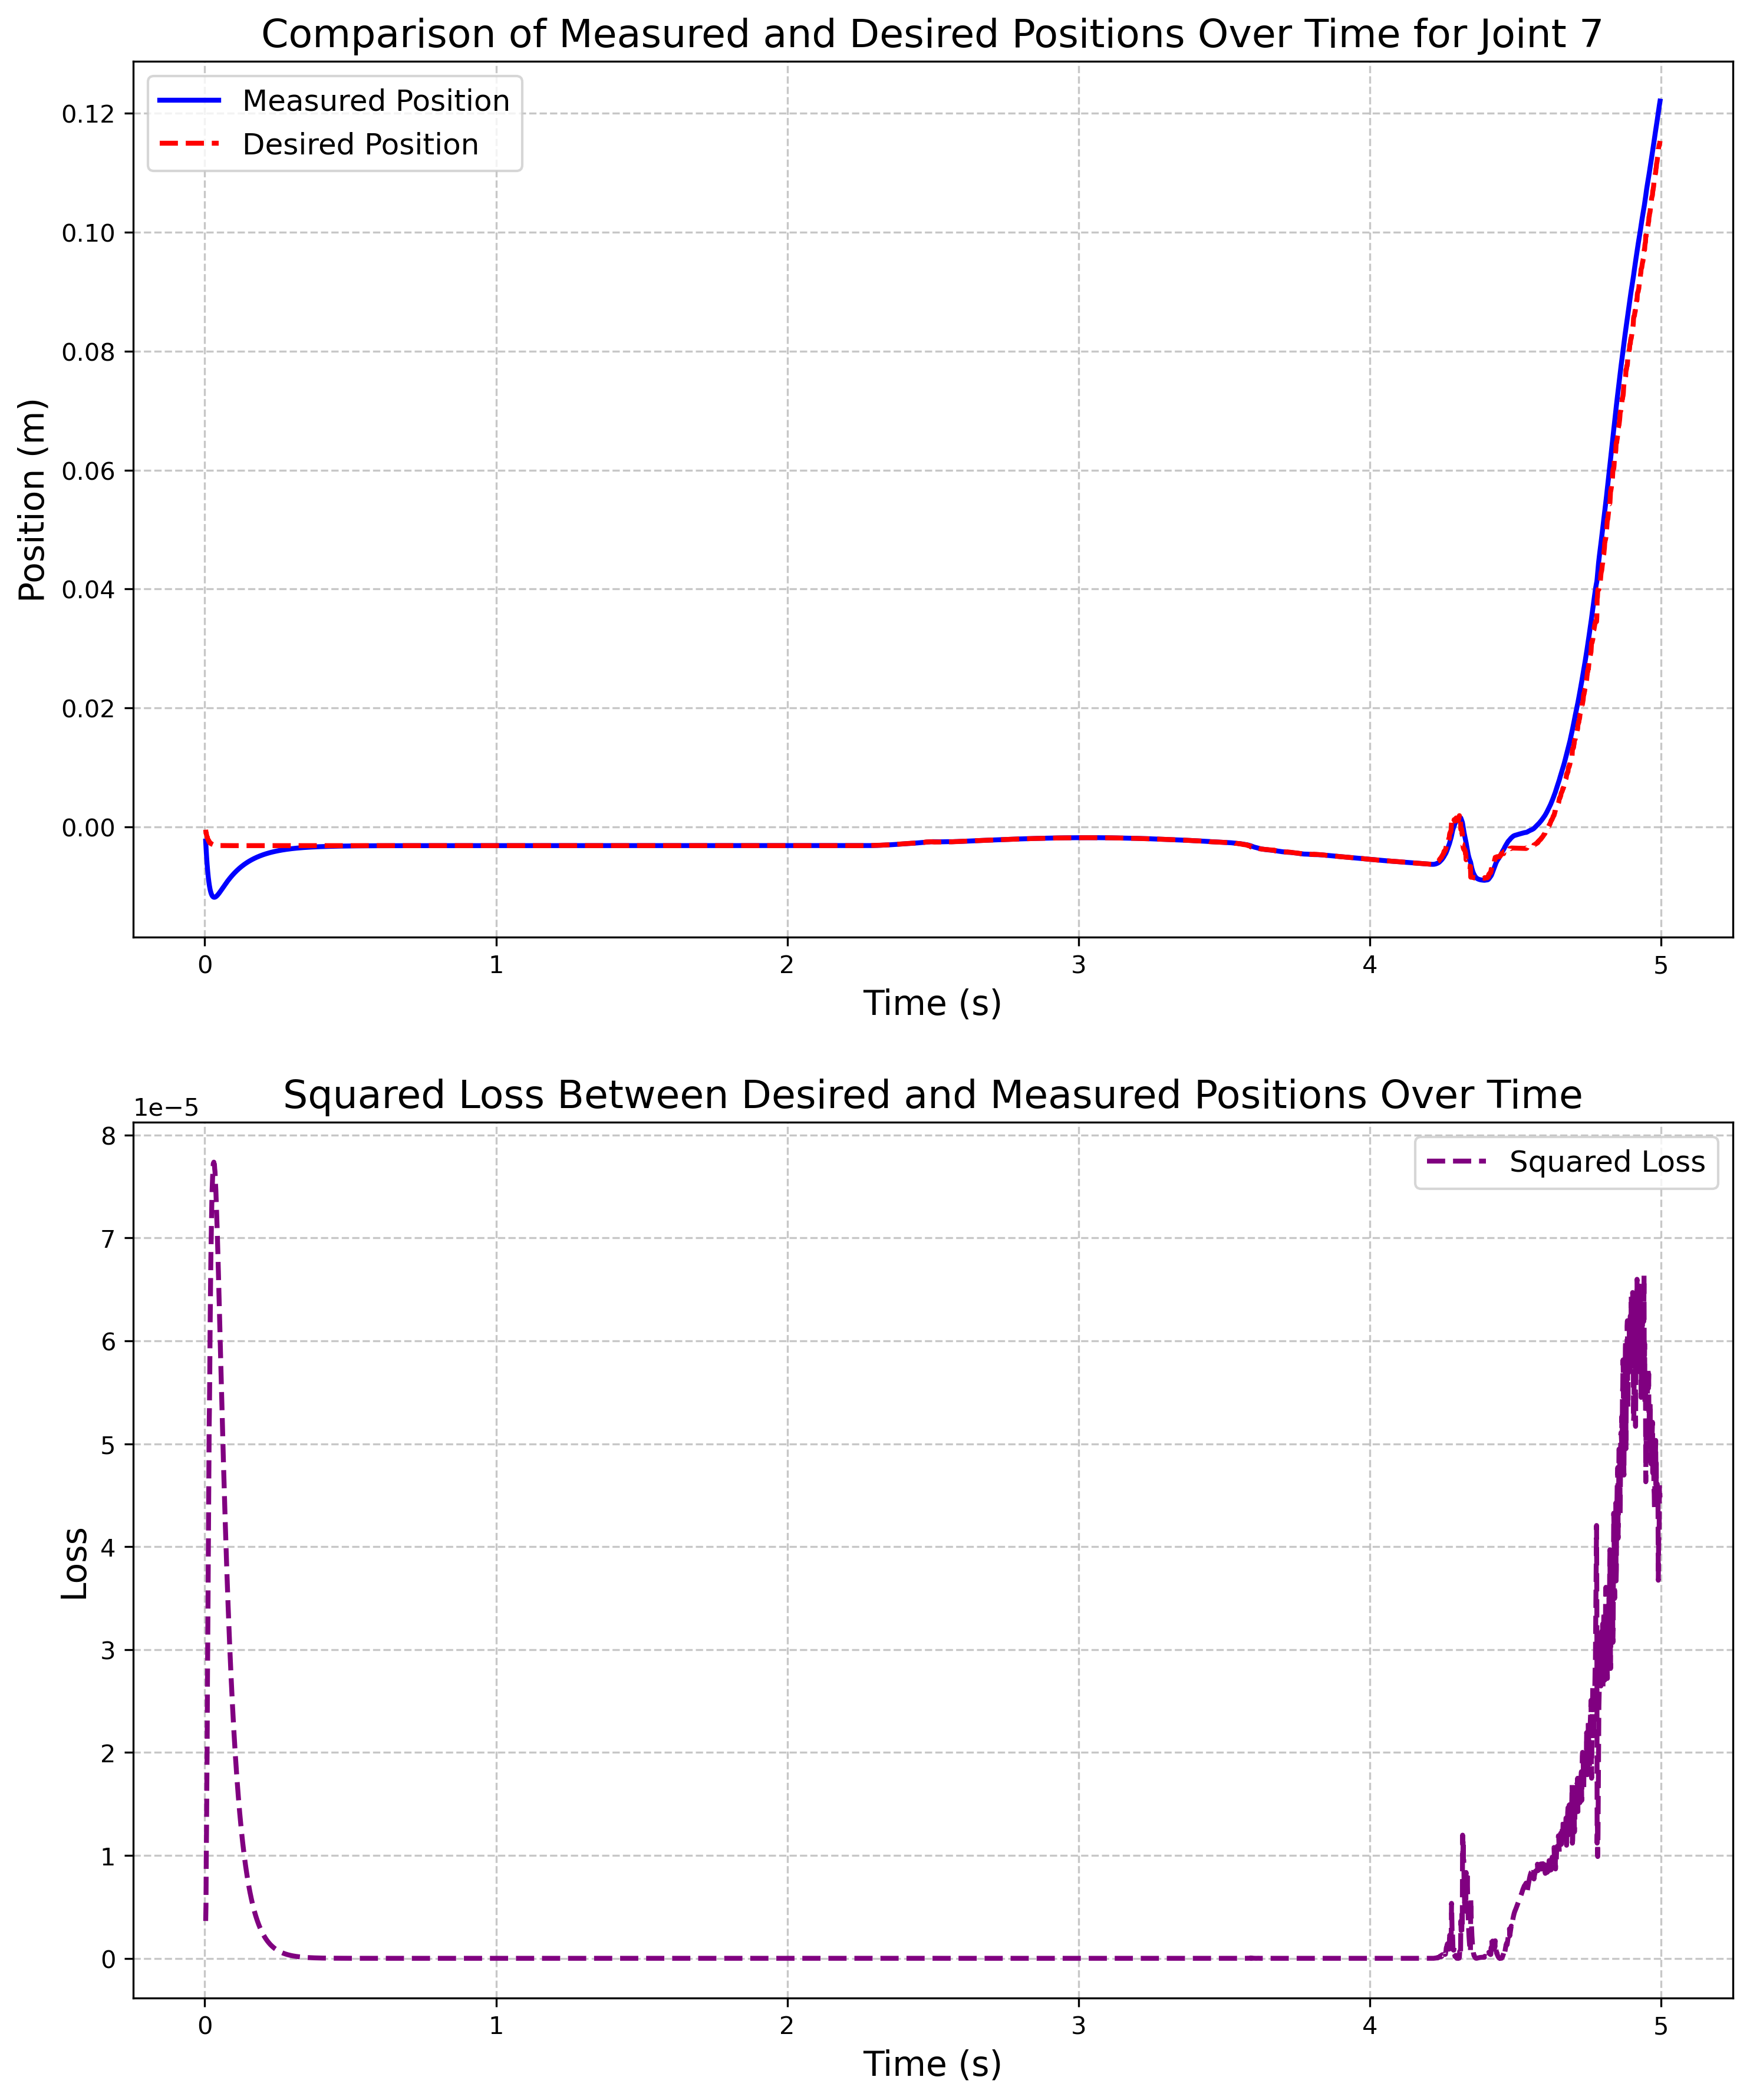 Comparison of Measured and Desired Positions Over Time for Joint 7
Measured Position
Desired Position
Position (m)
0.12
0.10
0.08
0.06
0.04
0.02
0.00
0 1 2 3 4 5
Time (s)
Squared Loss Between Desired and Measured Positions Over Time
1e−5
Squared Loss
Loss
8
7
6
5
4
3
2
1
0
0 1 2 3 4 5
Time (s)